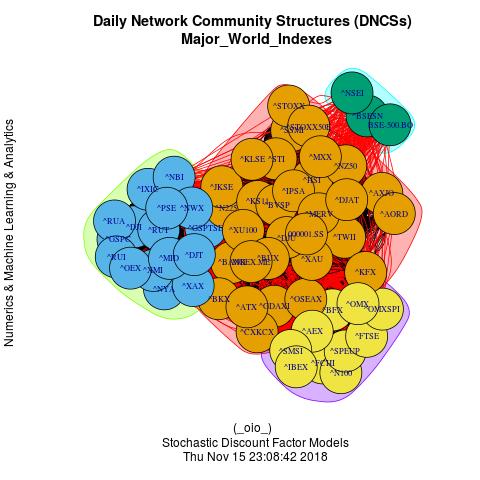 Daily Network Community Structures (DNCSs)
Major_World_Indexes
Numerics & Machine Learning & Analytics
^NSEI
^STOXX
^BSESN
BSE-500.BO
^STOXX50E
^KLSE
^STI
^MXX
^NZ50
^NBI
^HSI
^IXIC
^JKSE
^IPSA
^AXJO
^PSE
^NWX
^N225
^KS11
^BVSP
^DJAT
^MERV
^AORD
^RUA
^DJI
^RUT
^GSPTSE
^XU100
000001.SS
^TWII
^GSPC
^RUI
^MID
^DJT
^XAU
^OEX
^XMI
^KFX
^NYA
^XAX
^BKX
^ATX
^GDAXI
^OSEAX
^BFX
^OMX
^OMXSPI
^CXKCX
^AEX
^FTSE
^SMSI
^SPEUP
^IBEX
^FCHI
^N100
(_oio_)
Stochastic Discount Factor Models
Thu Nov 15 23:08:42 2018